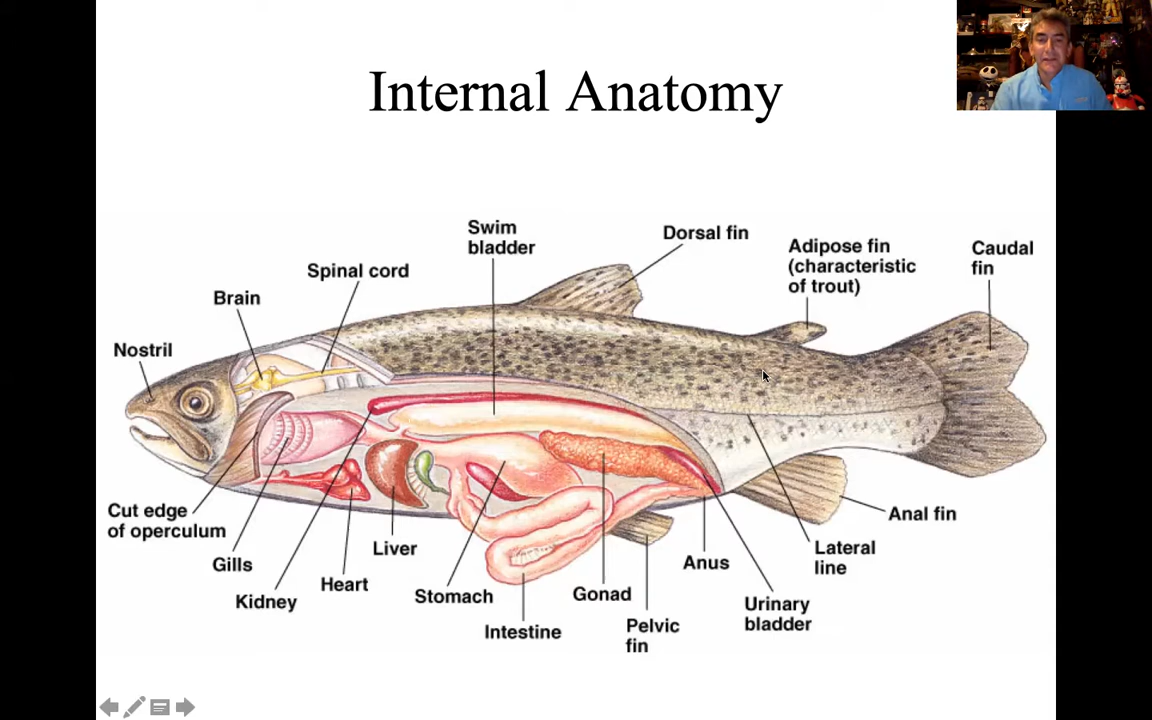 Internal Anatomy
Swim
bladder
Dorsal fin
Adipose fin
(characteristic
of trout)
Caudal
fin
Spinal cord
Brain
Nostril
Cut edge
of operculum
Gills
Kidney
Heart
Liver
Stomach
Intestine
Gonad
Pelvic
fin
Anus
Urinary
bladder
Lateral
line
Anal fin